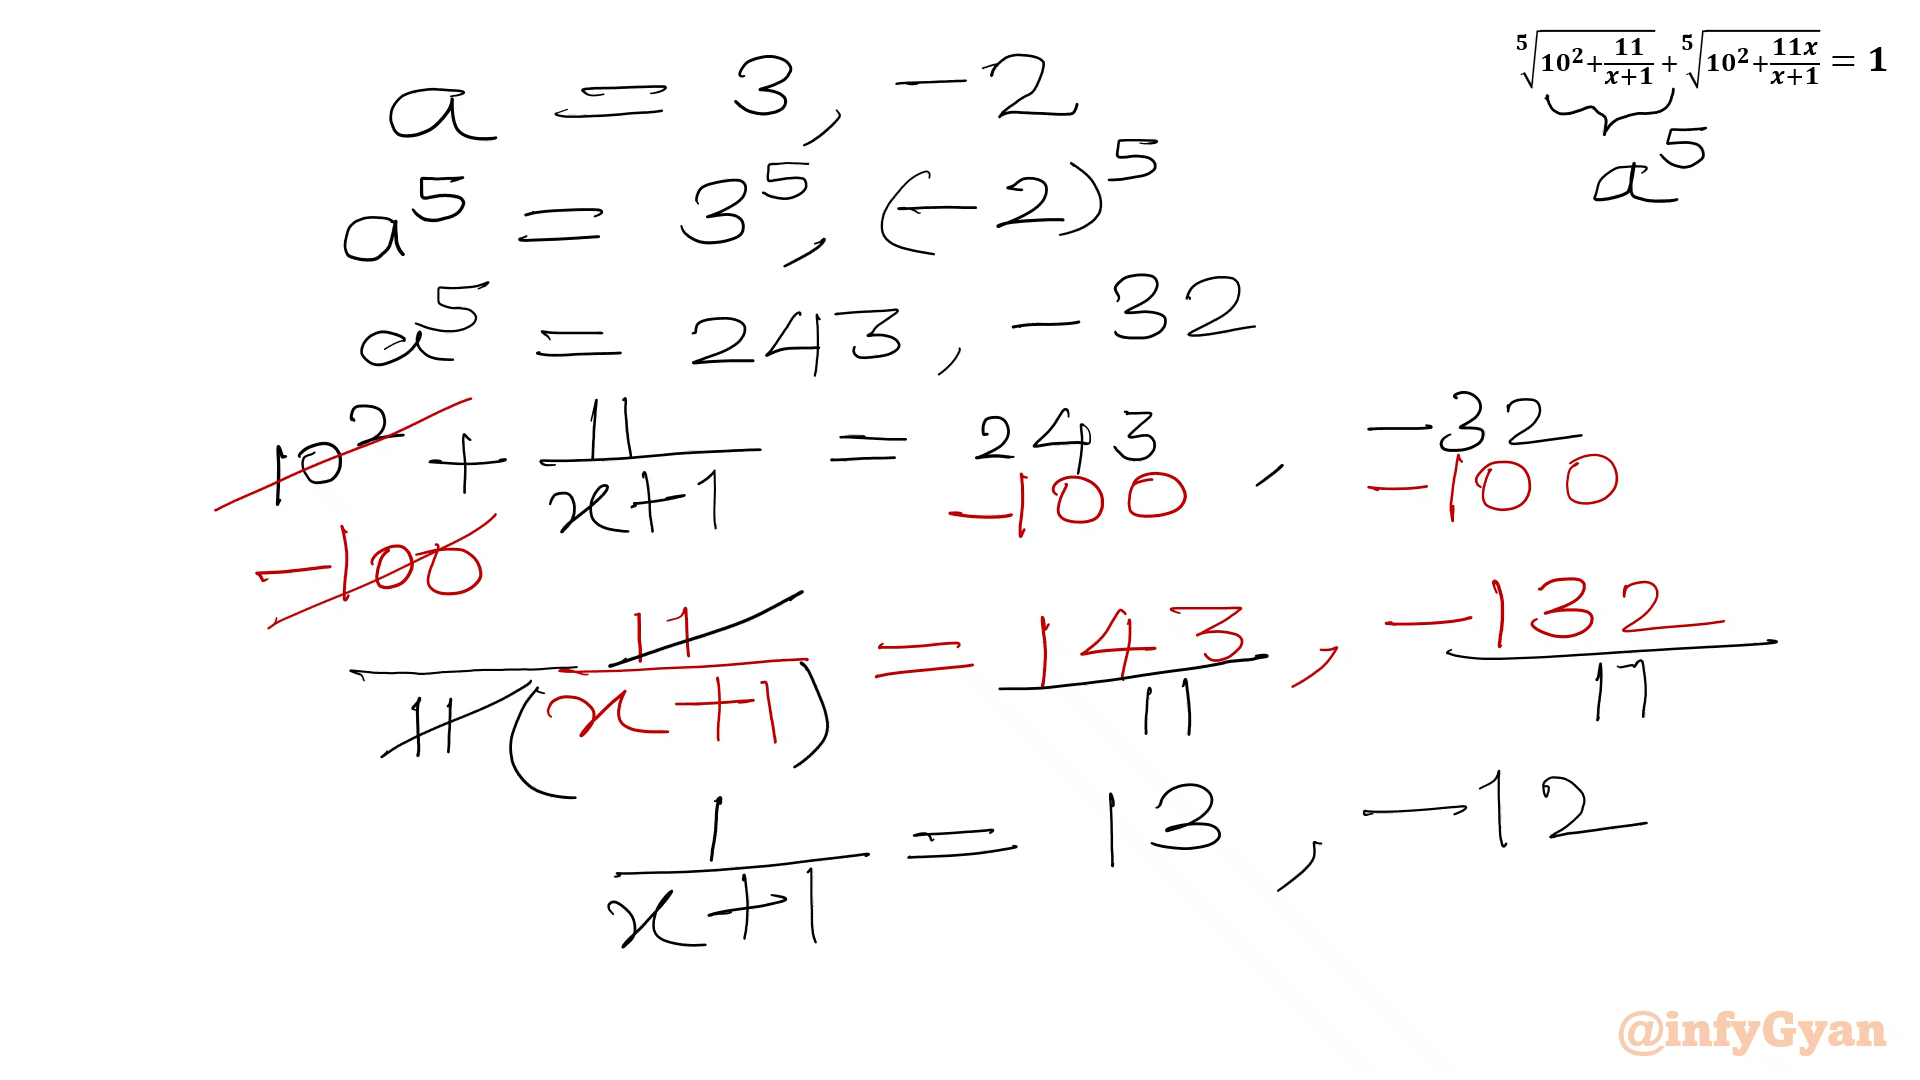 ⁵√(10²+11/(x+1)) + ⁵√(10²+11x/(x+1)) = 1
a⁵
a = 3, -2
a⁵ = 3⁵, (-2)⁵
a⁵ = 243, -32
10² + 11/(x+1) = 243, -32
-100 -100 -100
11/(11(x+1)) = 143/11, -132/11
1/(x+1) = 13, -12
@infyGyan